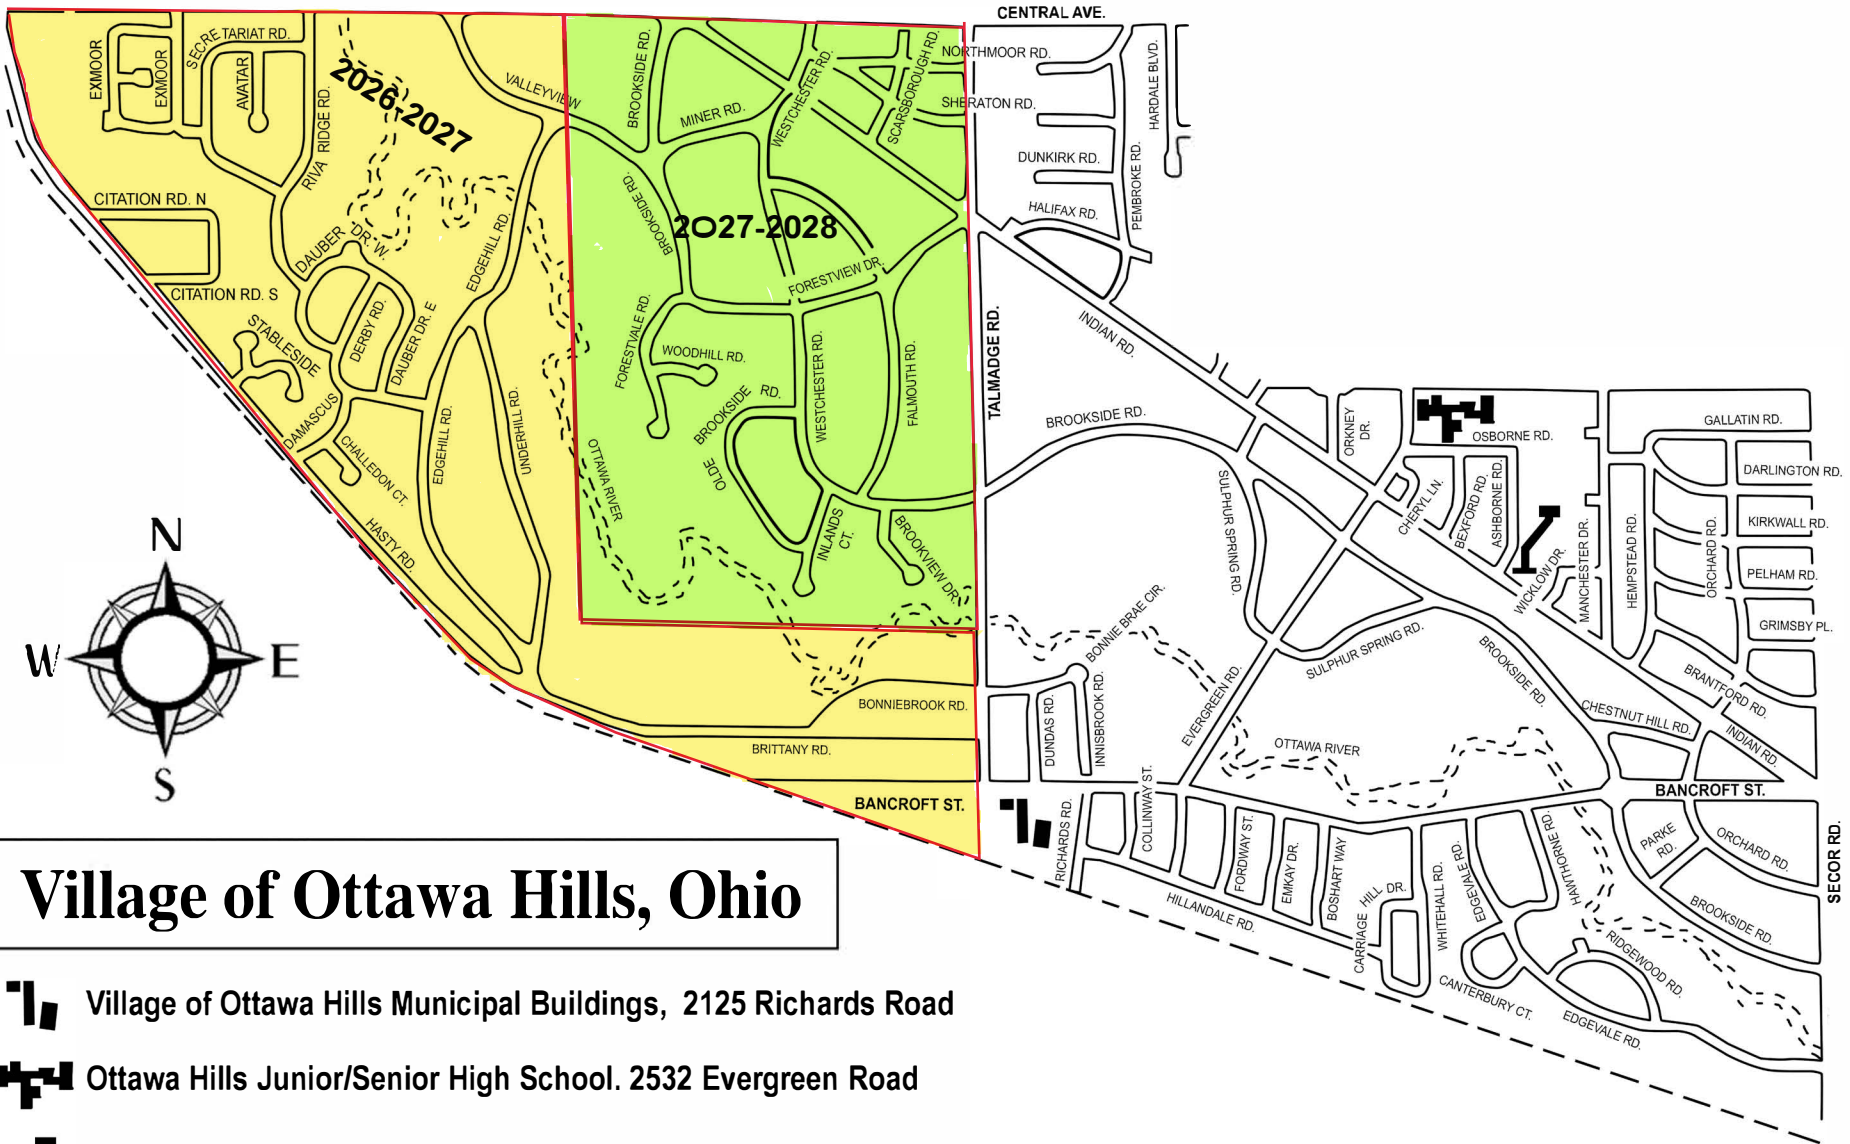 CENTRAL AVE.
EXMOOR
EXMOOR
SECRE TARIAT RD.
AVATAR
RIVA RIDGE RD.
2026-2027
VALLEYVIEW
BROOKSIDE RD.
MINER RD.
WESTCHESTER RD.
SCARSBOROUGH RD.
NORTHMOOR RD.
SHERATON RD.
DUNKIRK RD.
HALIFAX RD.
PEMBROKE RD.
HARDALE BLVD.
CITATION RD. N
CITATION RD. S
DAUBER DR. W.
EDGEHILL RD.
BROOKSIDE RD.
2027-2028
FORESTVIEW DR.
STABLESIDE
DERBY RD.
DAUBER DR. E
FORESTVALE RD.
WOODHILL RD.
OLDE BROOKSIDE RD.
WESTCHESTER RD.
FALMOUTH RD.
TALMADGE RD.
INDIAN RD.
DAMASCUS
CHALLEDON CT.
EDGEHILL RD.
UNDERHILL RD.
OTTAWA RIVER
HASTY RD.
INLANDS CT.
BROOKVIEW DR.
BROOKSIDE RD.
SULPHUR SPRING RD.
ORKNEY DR.
OSBORNE RD.
CHERYL LN.
BEXFORD RD.
ASHBORNE RD.
WICKLOW DR.
MANCHESTER DR.
HEMPSTEAD RD.
GALLATIN RD.
DARLINGTON RD.
KIRKWALL RD.
ORCHARD RD.
PELHAM RD.
GRIMSBY PL.
BRANTFORD RD.
N
W
E
S
BONNIE BRAE CIR.
SULPHUR SPRING RD.
BROOKSIDE RD.
CHESTNUT HILL RD.
INDIAN RD.
BONNIEBROOK RD.
BRITTANY RD.
BANCROFT ST.
DUNDAS RD.
INNISBROOK RD.
EVERGREEN RD.
OTTAWA RIVER
BANCROFT ST.
RICHARDS RD.
COLLINWAY ST.
FORDWAY ST.
EMKAY DR.
BOSHART WAY
CARRIAGE HILL DR.
WHITEHALL RD.
EDGEVALE RD.
HAWTHORNE RD.
PARKE RD.
ORCHARD RD.
SECOR RD.
BROOKSIDE RD.
RIDGEWOOD RD.
HILLANDALE RD.
CANTERBURY CT.
EDGEVALE RD.
Village of Ottawa Hills, Ohio
Village of Ottawa Hills Municipal Buildings, 2125 Richards Road
Ottawa Hills Junior/Senior High School. 2532 Evergreen Road